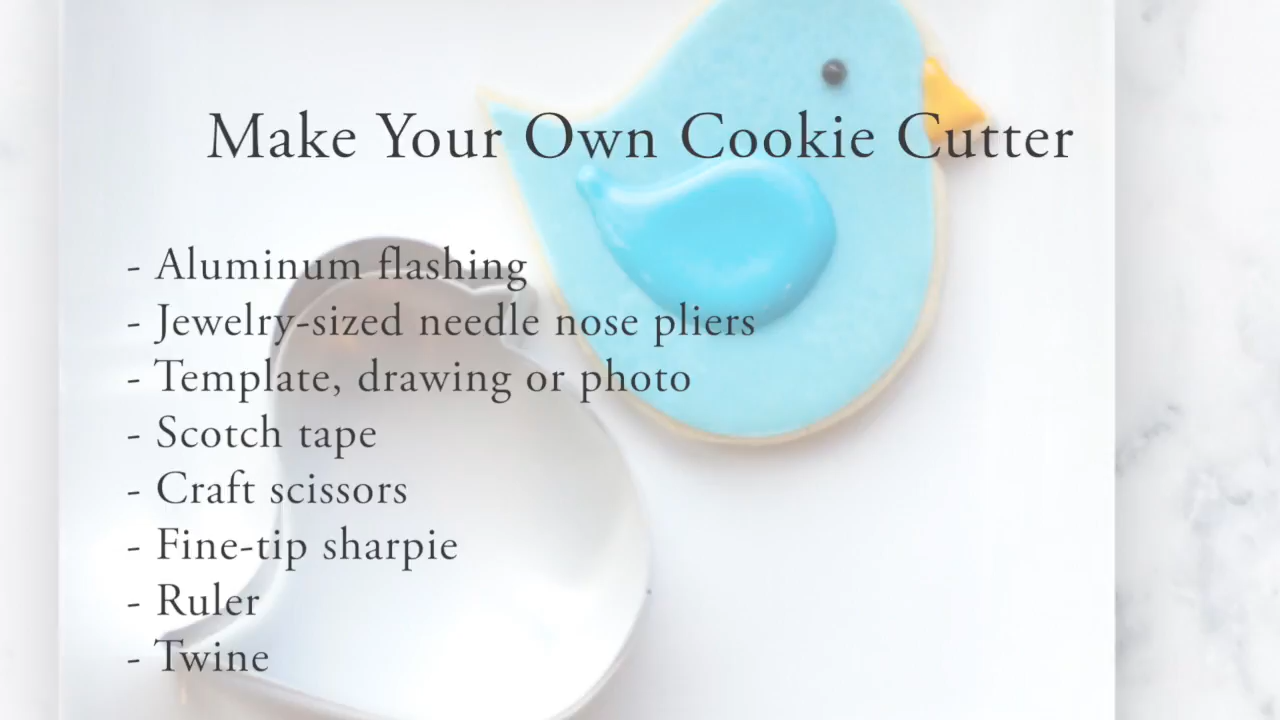 Make Your Own Cookie Cutter
- Aluminum flashing
- Jewelry-sized needle nose pliers
- Template, drawing or photo
- Scotch tape
- Craft scissors
- Fine-tip sharpie
- Ruler
- Twine